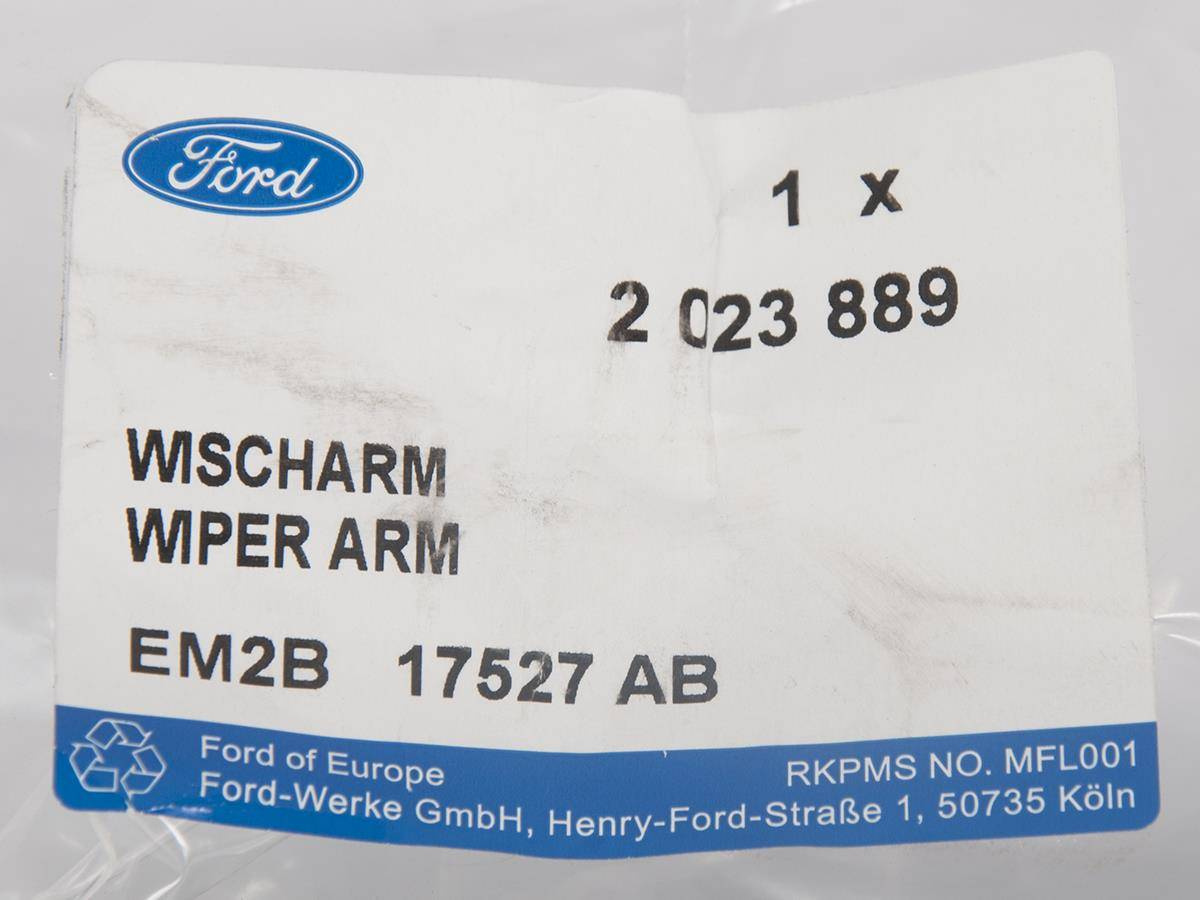 Ford
1 x
2 023 889
WISCHARM
WIPER ARM
EM2B 17527 AB
Ford of Europe
RKPMS NO. MFL001
Ford-Werke GmbH, Henry-Ford-Straße 1, 50735 Köln